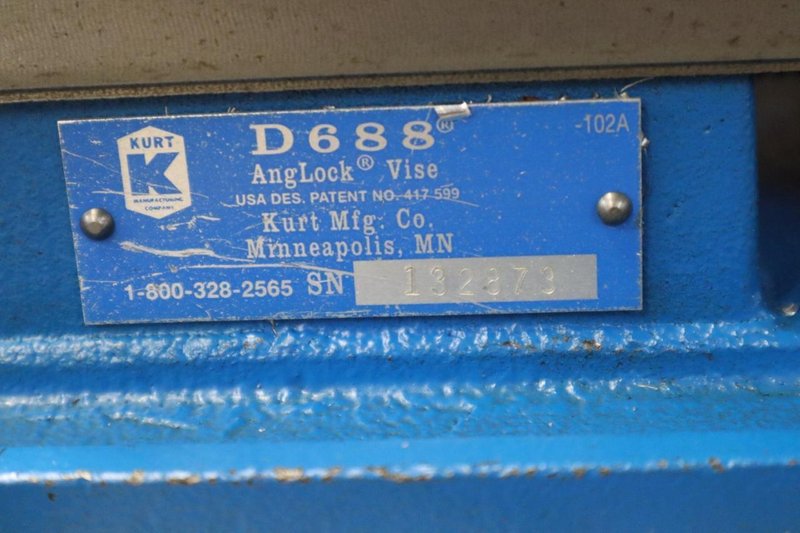 KURT
K
MANUFACTURING
COMPANY
D688®
-102A
AngLock® Vise
USA DES. PATENT NO. 417 599
Kurt Mfg. Co.
Minneapolis, MN
1-800-328-2565 SN 132873